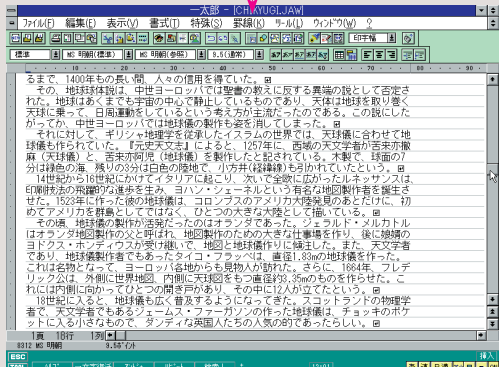 一太郎 - [CHIKYUGI.JAW]
ファイル(F) 編集(E) 表示(V) 書式(T) 特殊(S) 罫線(K) ツール(L) ウィンドウ(W) ?
印字幅
標準 MS 明朝(標準) MS 明朝(参照) 9.5(通常)
10 20 30 40 50 60 70 80 90
るまで、1400年もの長い間、人々の信用を得ていた。
その、地球球体説は、中世ヨーロッパでは聖書の教えに反する異端の説として否定さ
れた。地球はあくまでも宇宙の中心で静止しているものであり、天体は地球を取り巻く
天球に乗って、日周運動をしているという考え方が主流だったのである。この説にした
がってか、中世ヨーロッパでは地球儀の製作も姿を消してしまった。
それに対して、ギリシャ地理学を従承したイスラムの世界では、天球儀に合わせて地
球儀も作られていた。『元史天文志』によると、1257年に、西域の天文学者が苦来亦撒
麻（天球儀）と、苦来亦阿児（地球儀）を製作したと記されている。木製で、球面の7
分は緑色の海、残りの3分は白色の陸地で、小方井(経緯線)も引かれていたという。
14世紀から16世紀にかけてイタリアに起こり、次いで全欧に広がったルネッサンスは、
印刷技法の飛躍的な進歩を生み、ヨハン・シェーネルという有名な地図製作者を誕生さ
せた。1523年に作った彼の地球儀は、コロンブスのアメリカ大陸発見のあとだけに、初
めてアメリカを群島としてではなく、ひとつの大きな大陸として描いている。
その頃、地球儀の製作が活発だったのはオランダであった。ジェラルド・メルカトル
はオランダ地図製作の父と呼ばれ、地図製作のための大きな仕事場を作り、後に娘婿の
ヨドクス・ホンディウスが受け継いで、地図と地球儀作りに傾注した。また、天文学者
であり、地球儀製作者でもあったタイコ・ブラッペは、直径1.83mの地球儀を作った。
これは名物となって、ヨーロッパ各地からも見物人が訪れた。さらに、1664年、フレデ
リック公は、外側に世界地図、内側に天球図をもつ直径約3.35mのものを作らせた。こ
れには内側に向かってひとつの開き戸があり、その中に12人が立てたという。
18世紀に入ると、地球儀も広く普及するようになってきた。スコットランドの物理学
者で、天文学者でもあるジェームス・ファーガソンの作った地球儀は、チョッキのポケ
ットに入る小さなもので、ダンディな英国人たちの人気の的であったらしい。
1頁 18行 1列
8312 MS 明朝 9.5ポイント
ESC